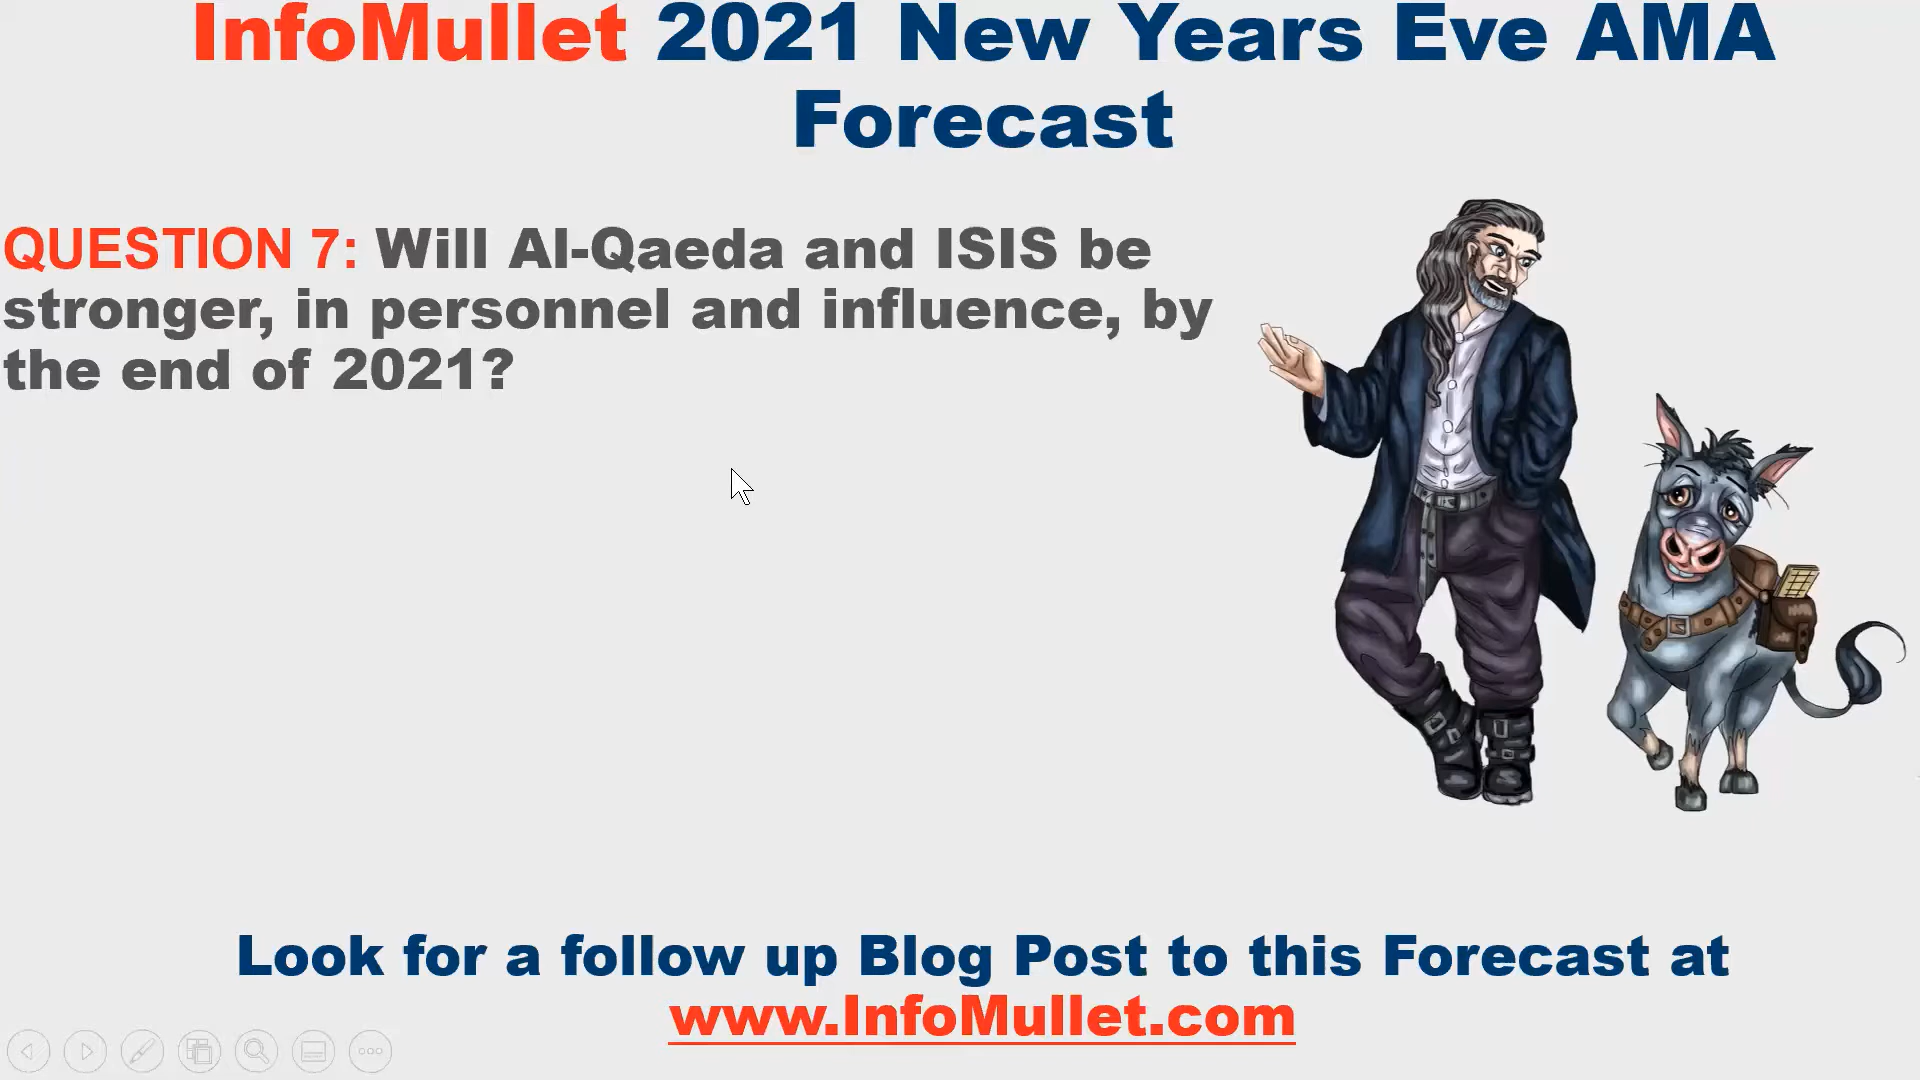 InfoMullet 2021 New Years Eve AMA
Forecast
QUESTION 7: Will Al-Qaeda and ISIS be
stronger, in personnel and influence, by
the end of 2021?
Look for a follow up Blog Post to this Forecast at
www.InfoMullet.com